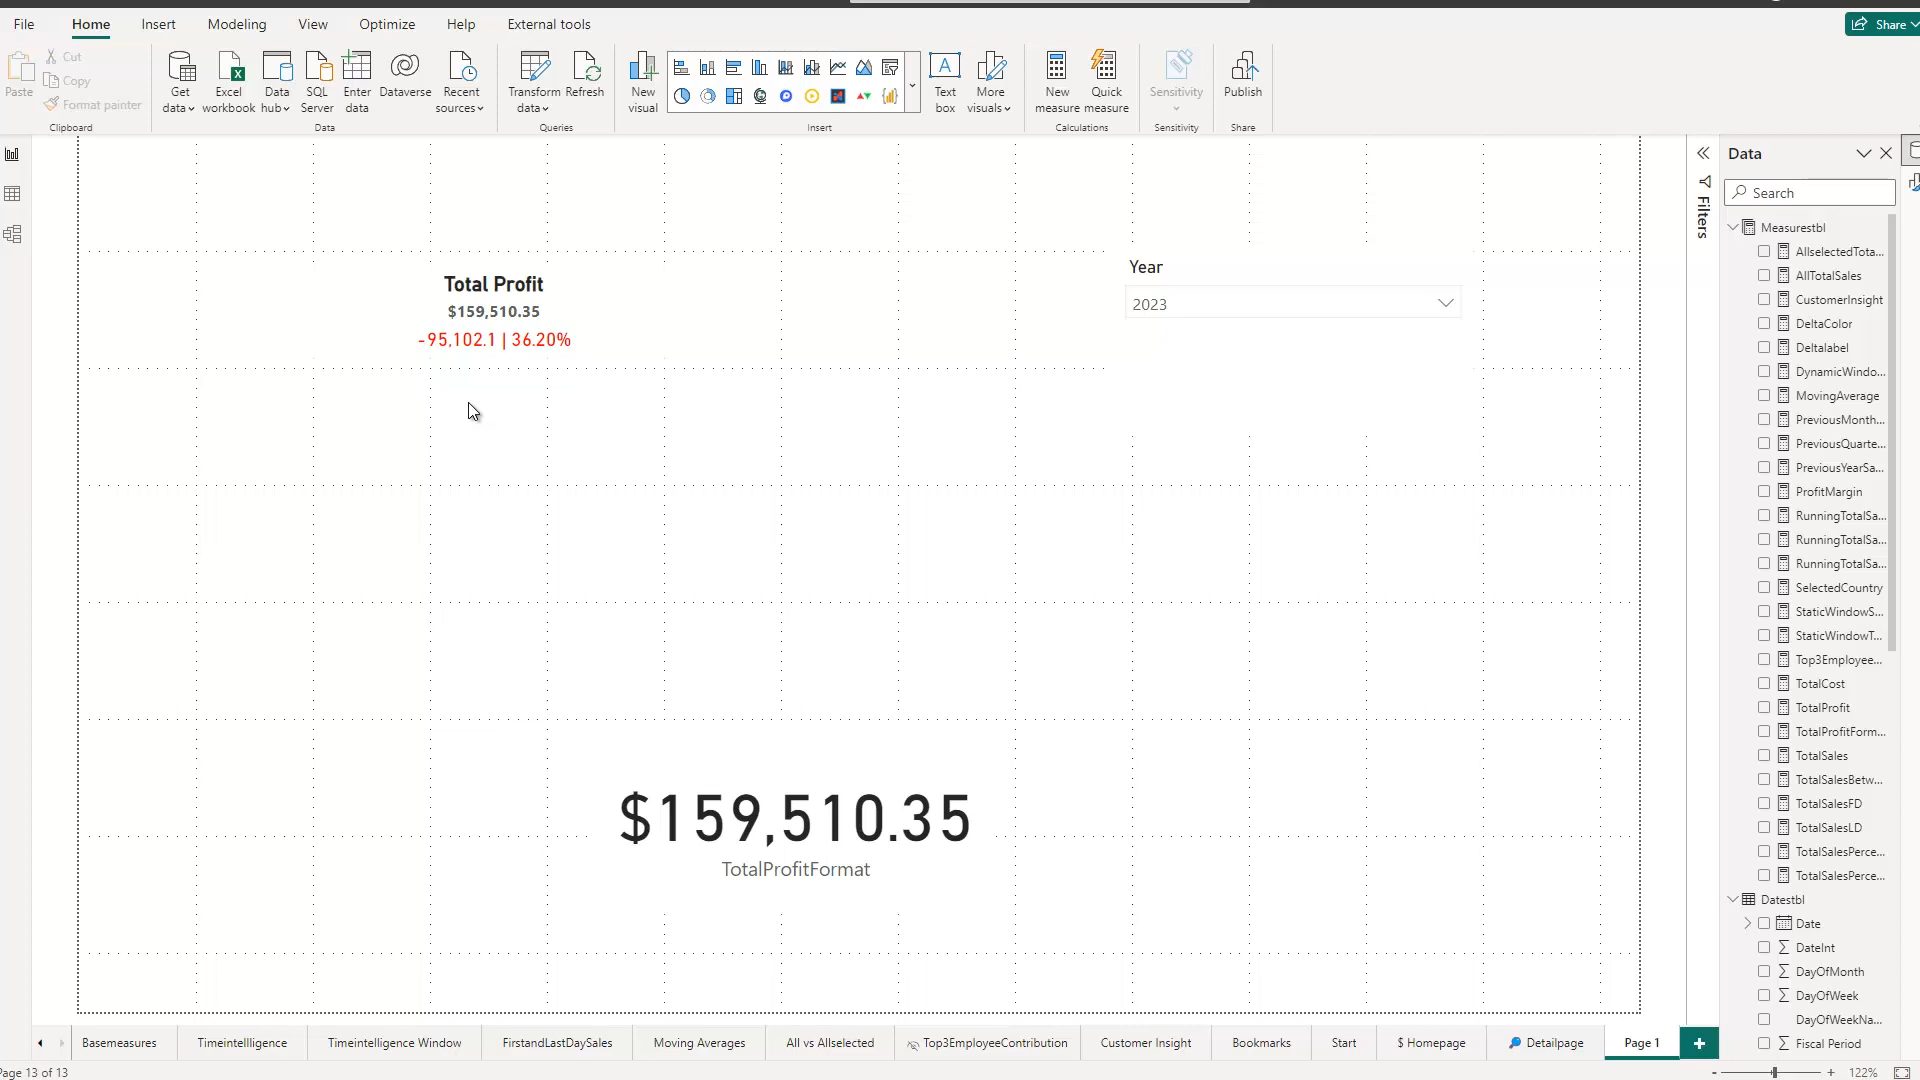 File
Home
Insert
Modeling
View
Optimize
Help
External tools
Share
Paste
Cut
Copy
Format painter
Clipboard
Get
data
Excel
workbook
Data
hub
SQL
Server
Enter
data
Dataverse
Recent
sources
Data
Transform
data
Refresh
Queries
New
visual
A
Text
box
More
visuals
Insert
New
measure
Quick
measure
Calculations
Sensitivity
Sensitivity
Publish
Share
Total Profit
$159,510.35
-95,102.1 | 36.20%
Year
2023
$159,510.35
TotalProfitFormat
Filters
Data
Search
Measurestbl
AllselectedTota...
AllTotalSales
CustomerInsight
DeltaColor
Deltalabel
DynamicWindo...
MovingAverage
PreviousMonth...
PreviousQuarte...
PreviousYearSa...
ProfitMargin
RunningTotalSa...
RunningTotalSa...
RunningTotalSa...
SelectedCountry
StaticWindowS...
StaticWindowT...
Top3Employee...
TotalCost
TotalProfit
TotalProfitForm...
TotalSales
TotalSalesBetw...
TotalSalesFD
TotalSalesLD
TotalSalesPerce...
TotalSalesPerce...
Datestbl
Date
DateInt
DayOfMonth
DayOfWeek
DayOfWeekNa...
Fiscal Period
Basemeasures
Timeintellligence
Timeintelligence Window
FirstandLastDaySales
Moving Averages
All vs Allselected
Top3EmployeeContribution
Customer Insight
Bookmarks
Start
$ Homepage
Detailpage
Page 1
Page 13 of 13
122%